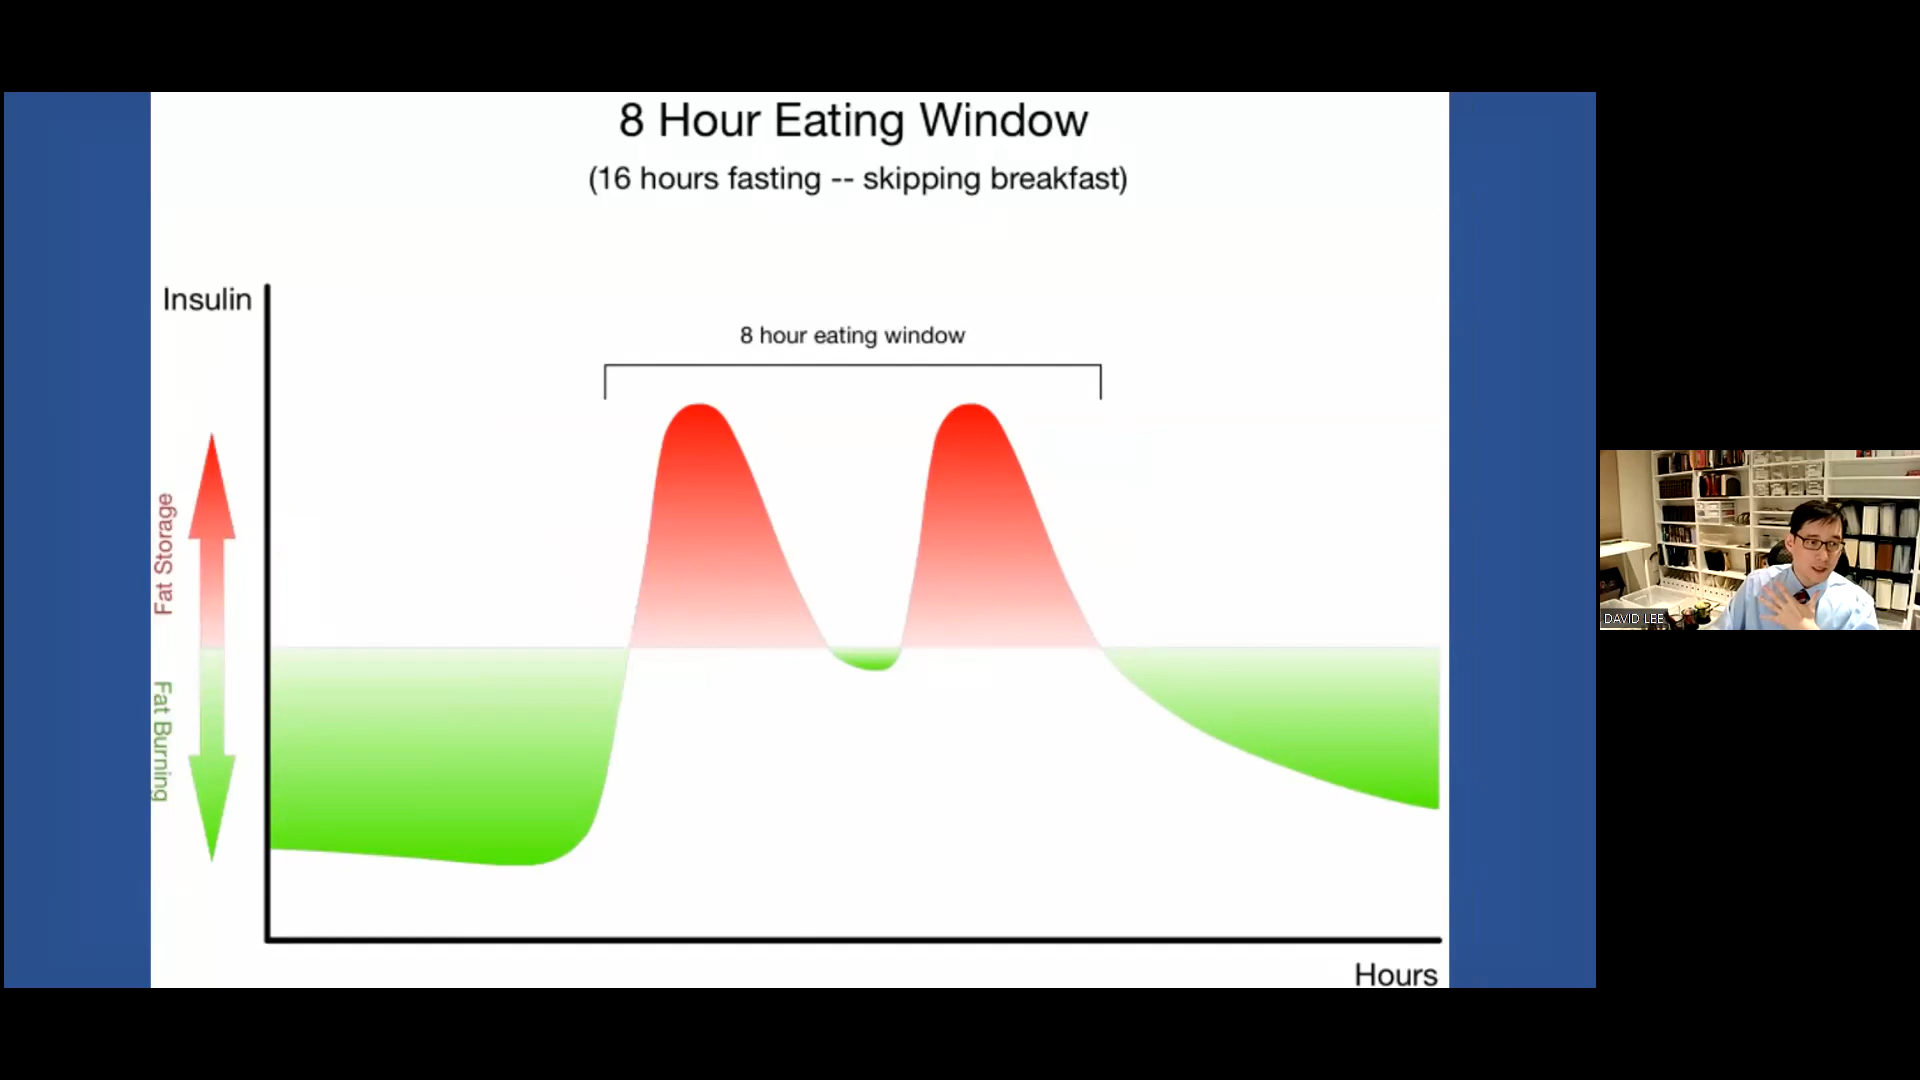 8 Hour Eating Window
(16 hours fasting -- skipping breakfast)
Insulin
8 hour eating window
Fat Storage
Fat Burning
Hours
DAVID LEE